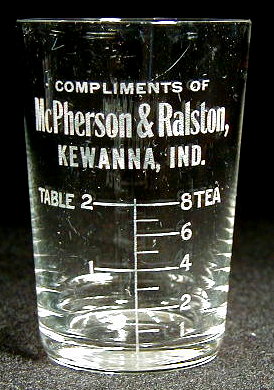 COMPLIMENTS OF
McPherson & Ralston,
KEWANNA, IND.
TABLE 2 8 TEA
6
1 4
2
1